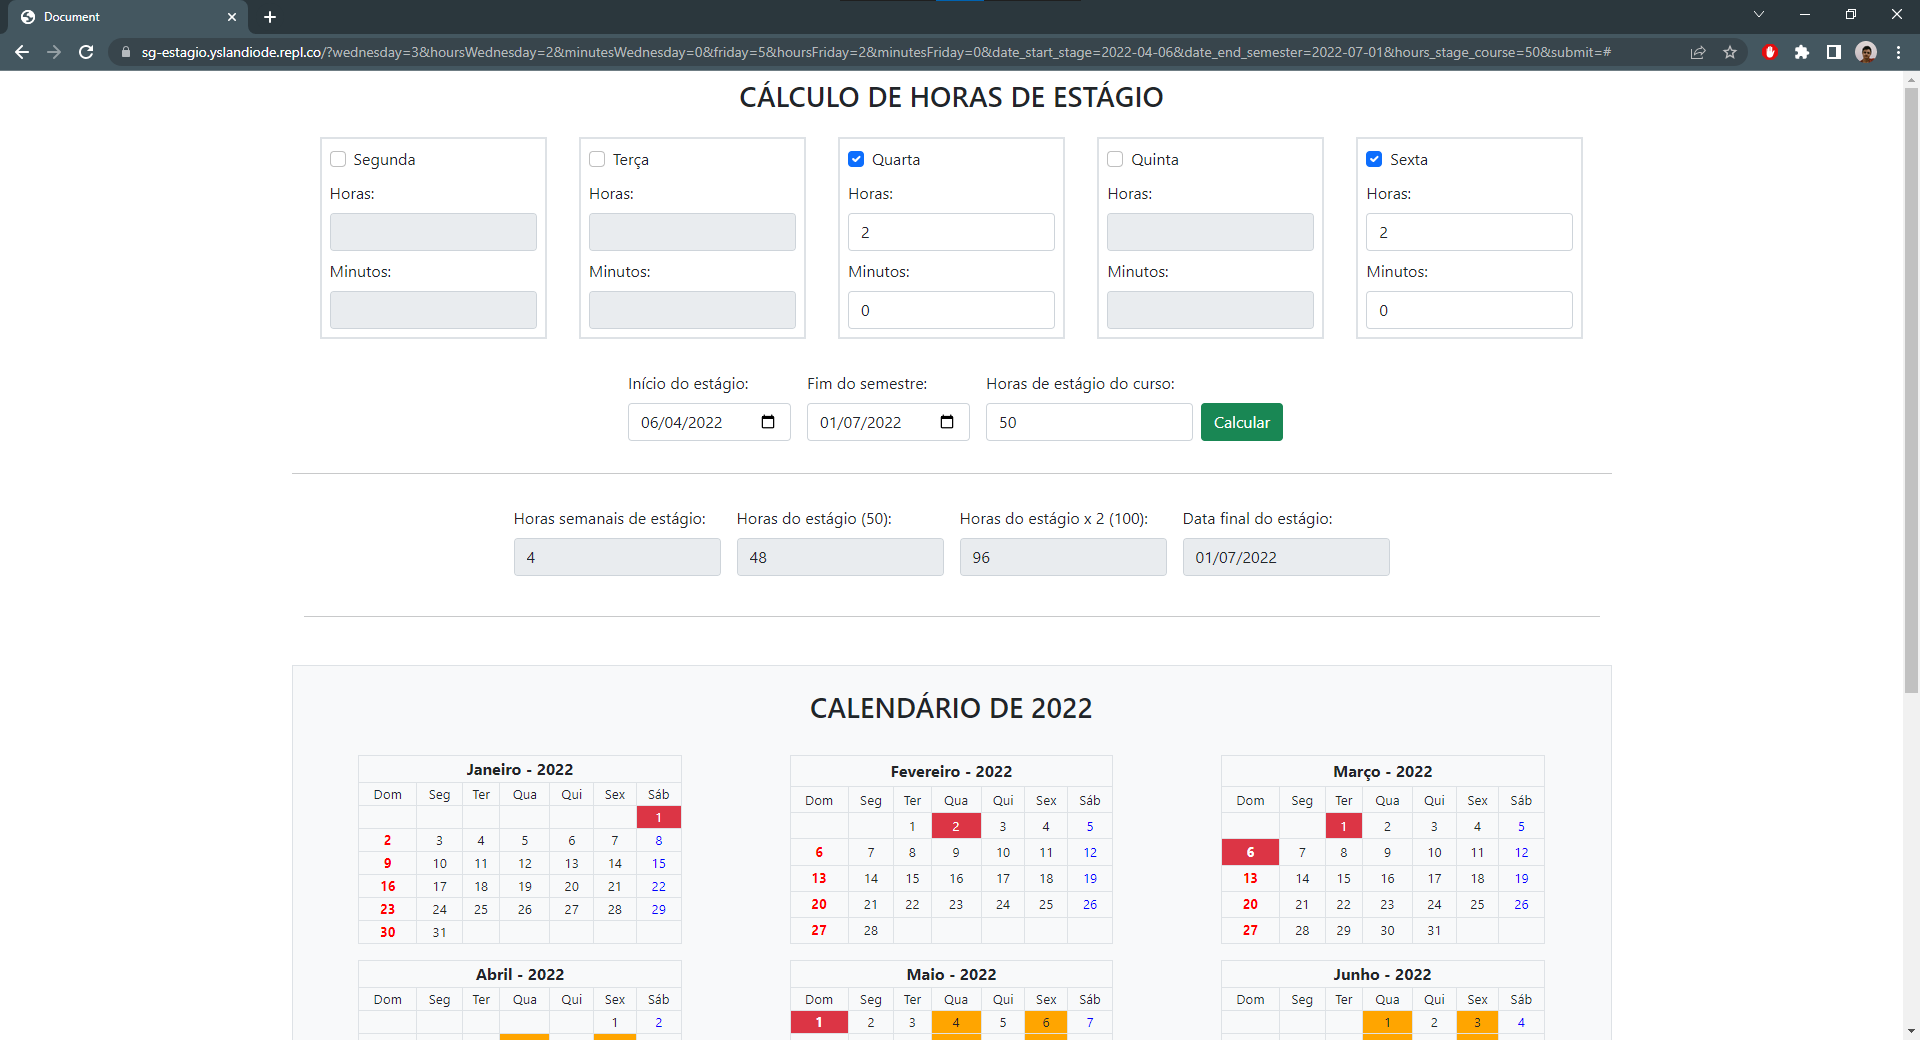 Document
sg-estagio.yslandiode.repl.co/?wednesday=3&hoursWednesday=2&minutesWednesday=0&friday=5&hoursFriday=2&minutesFriday=0&date_start_stage=2022-04-06&date_end_semester=2022-07-01&hours_stage_course=50&submit=#
CÁLCULO DE HORAS DE ESTÁGIO
Segunda Terça Quarta Quinta Sexta
Horas: Horas: Horas: Horas: Horas:
2 2
Minutos: Minutos: Minutos: Minutos: Minutos:
0 0
Início do estágio: Fim do semestre: Horas de estágio do curso:
06/04/2022 01/07/2022 50 Calcular
Horas semanais de estágio: Horas do estágio (50): Horas do estágio x 2 (100): Data final do estágio:
4 48 96 01/07/2022
CALENDÁRIO DE 2022
Janeiro - 2022
Dom Seg Ter Qua Qui Sex Sáb
1
2 3 4 5 6 7 8
9 10 11 12 13 14 15
16 17 18 19 20 21 22
23 24 25 26 27 28 29
30 31
Fevereiro - 2022
Dom Seg Ter Qua Qui Sex Sáb
1 2 3 4 5
6 7 8 9 10 11 12
13 14 15 16 17 18 19
20 21 22 23 24 25 26
27 28
Março - 2022
Dom Seg Ter Qua Qui Sex Sáb
1 2 3 4 5
6 7 8 9 10 11 12
13 14 15 16 17 18 19
20 21 22 23 24 25 26
27 28 29 30 31
Abril - 2022
Dom Seg Ter Qua Qui Sex Sáb
1 2
Maio - 2022
Dom Seg Ter Qua Qui Sex Sáb
1 2 3 4 5 6 7
Junho - 2022
Dom Seg Ter Qua Qui Sex Sáb
1 2 3 4